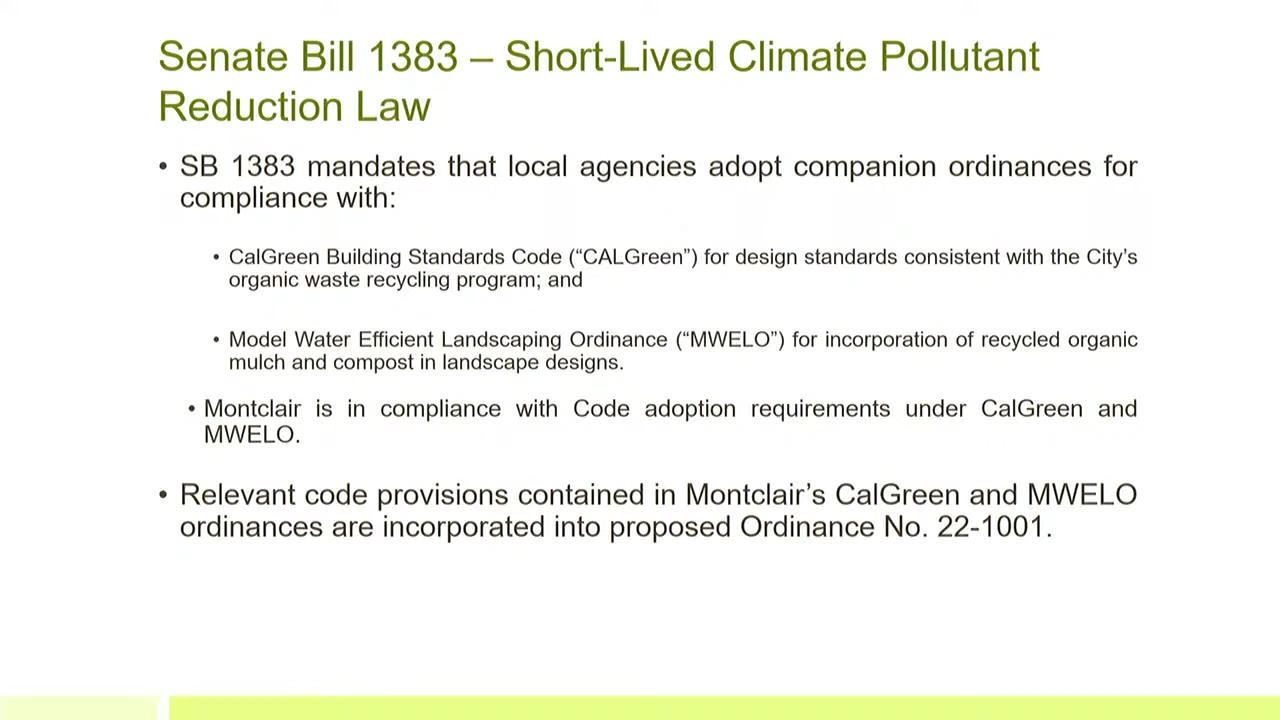 Senate Bill 1383 – Short-Lived Climate Pollutant
Reduction Law
• SB 1383 mandates that local agencies adopt companion ordinances for
compliance with:
• CalGreen Building Standards Code (“CALGreen”) for design standards consistent with the City’s
organic waste recycling program; and
• Model Water Efficient Landscaping Ordinance (“MWELO”) for incorporation of recycled organic
mulch and compost in landscape designs.
• Montclair is in compliance with Code adoption requirements under CalGreen and
MWELO.
• Relevant code provisions contained in Montclair’s CalGreen and MWELO
ordinances are incorporated into proposed Ordinance No. 22-1001.